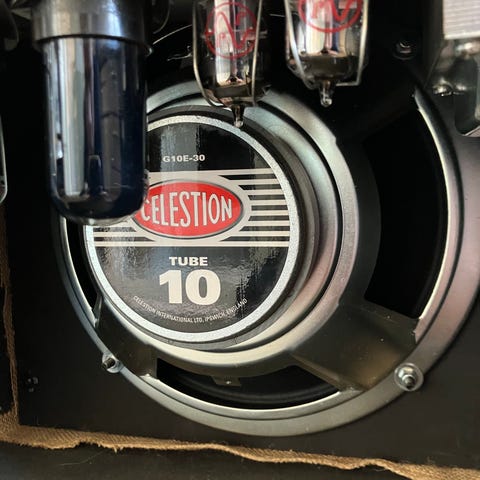 G10E-30
CELESTION
TUBE
10
CELESTION INTERNATIONAL LTD. IPSWICH, ENGLAND